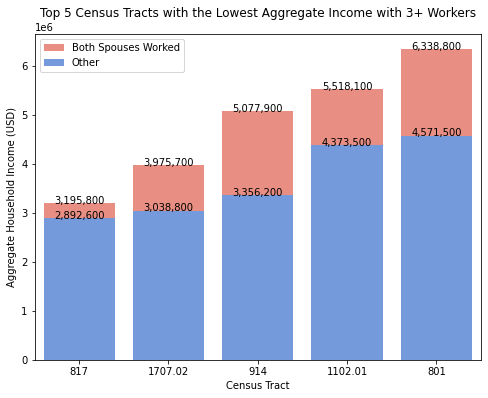 Top 5 Census Tracts with the Lowest Aggregate Income with 3+ Workers
1e6
Both Spouses Worked
Other
6,338,800
5,518,100
5,077,900
4,571,500
4,373,500
3,975,700
3,356,200
3,195,800
3,038,800
2,892,600
6
5
4
3
2
1
0
Aggregate Household Income (USD)
817 1707.02 914 1102.01 801
Census Tract